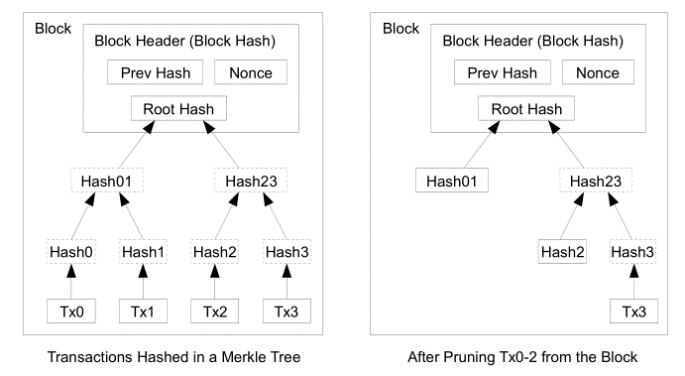 Block
Block Header (Block Hash)
Prev Hash
Nonce
Root Hash
Hash01
Hash23
Hash0
Hash1
Hash2
Hash3
Tx0
Tx1
Tx2
Tx3
Transactions Hashed in a Merkle Tree
Block
Block Header (Block Hash)
Prev Hash
Nonce
Root Hash
Hash01
Hash23
Hash2
Hash3
Tx3
After Pruning Tx0-2 from the Block